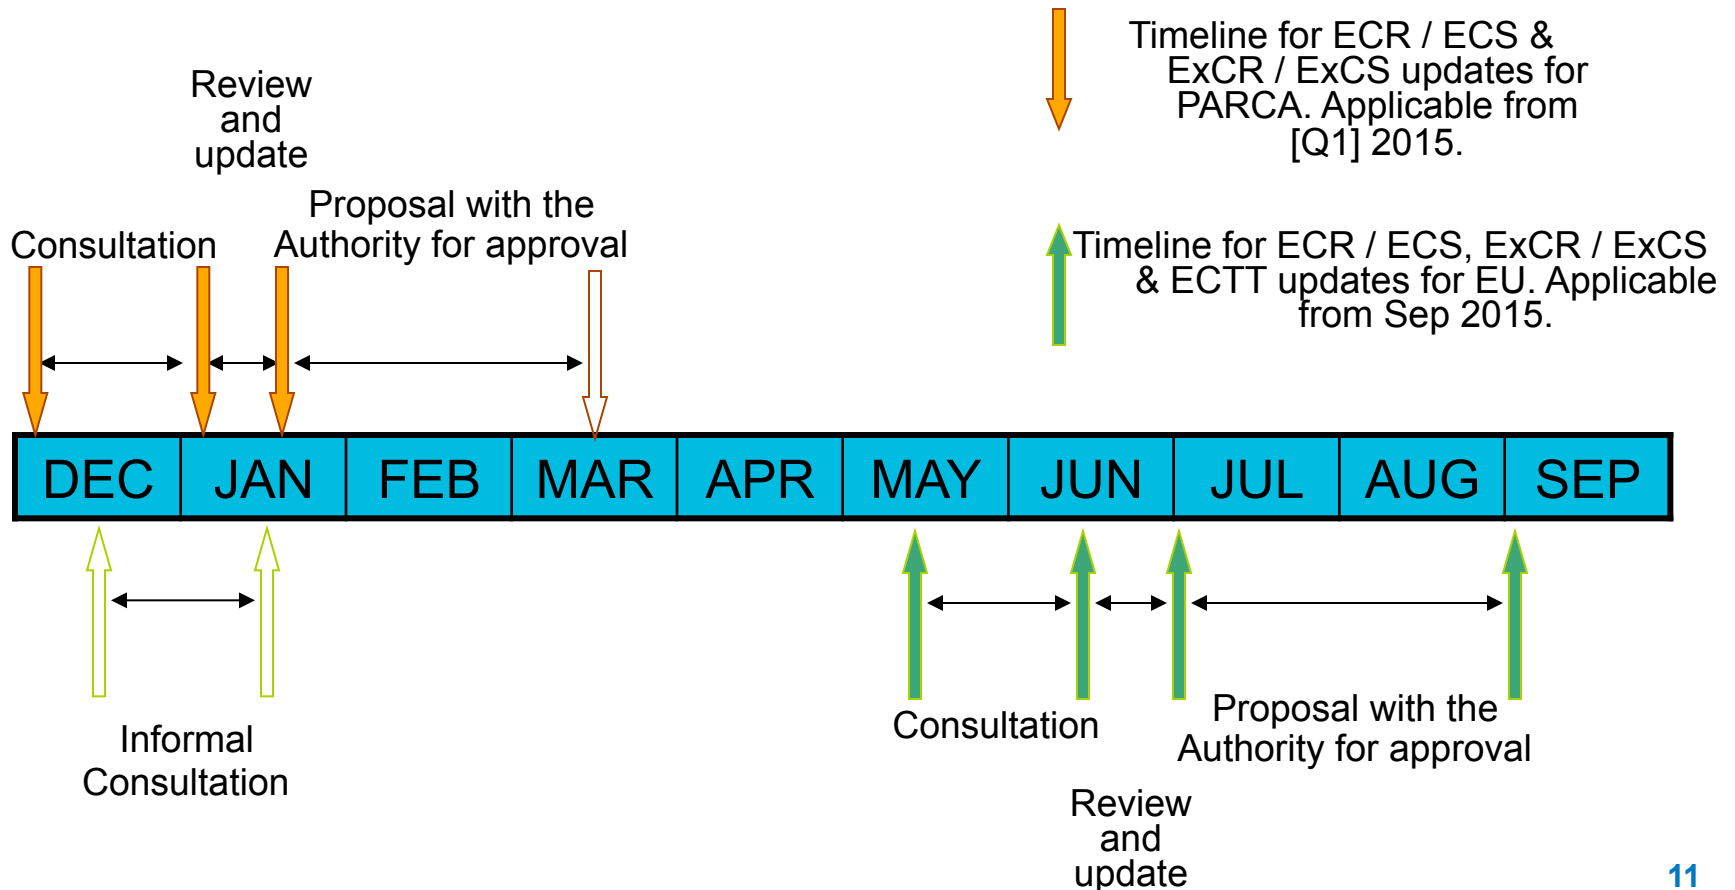 Timeline for ECR / ECS &
ExCR / ExCS updates for
PARCA. Applicable from
[Q1] 2015.
Review
and
update
Proposal with the
Authority for approval
Consultation
Timeline for ECR / ECS, ExCR / ExCS
& ECTT updates for EU. Applicable
from Sep 2015.
DEC JAN FEB MAR APR MAY JUN JUL AUG SEP
Informal
Consultation
Consultation
Proposal with the
Authority for approval
Review
and
update
11